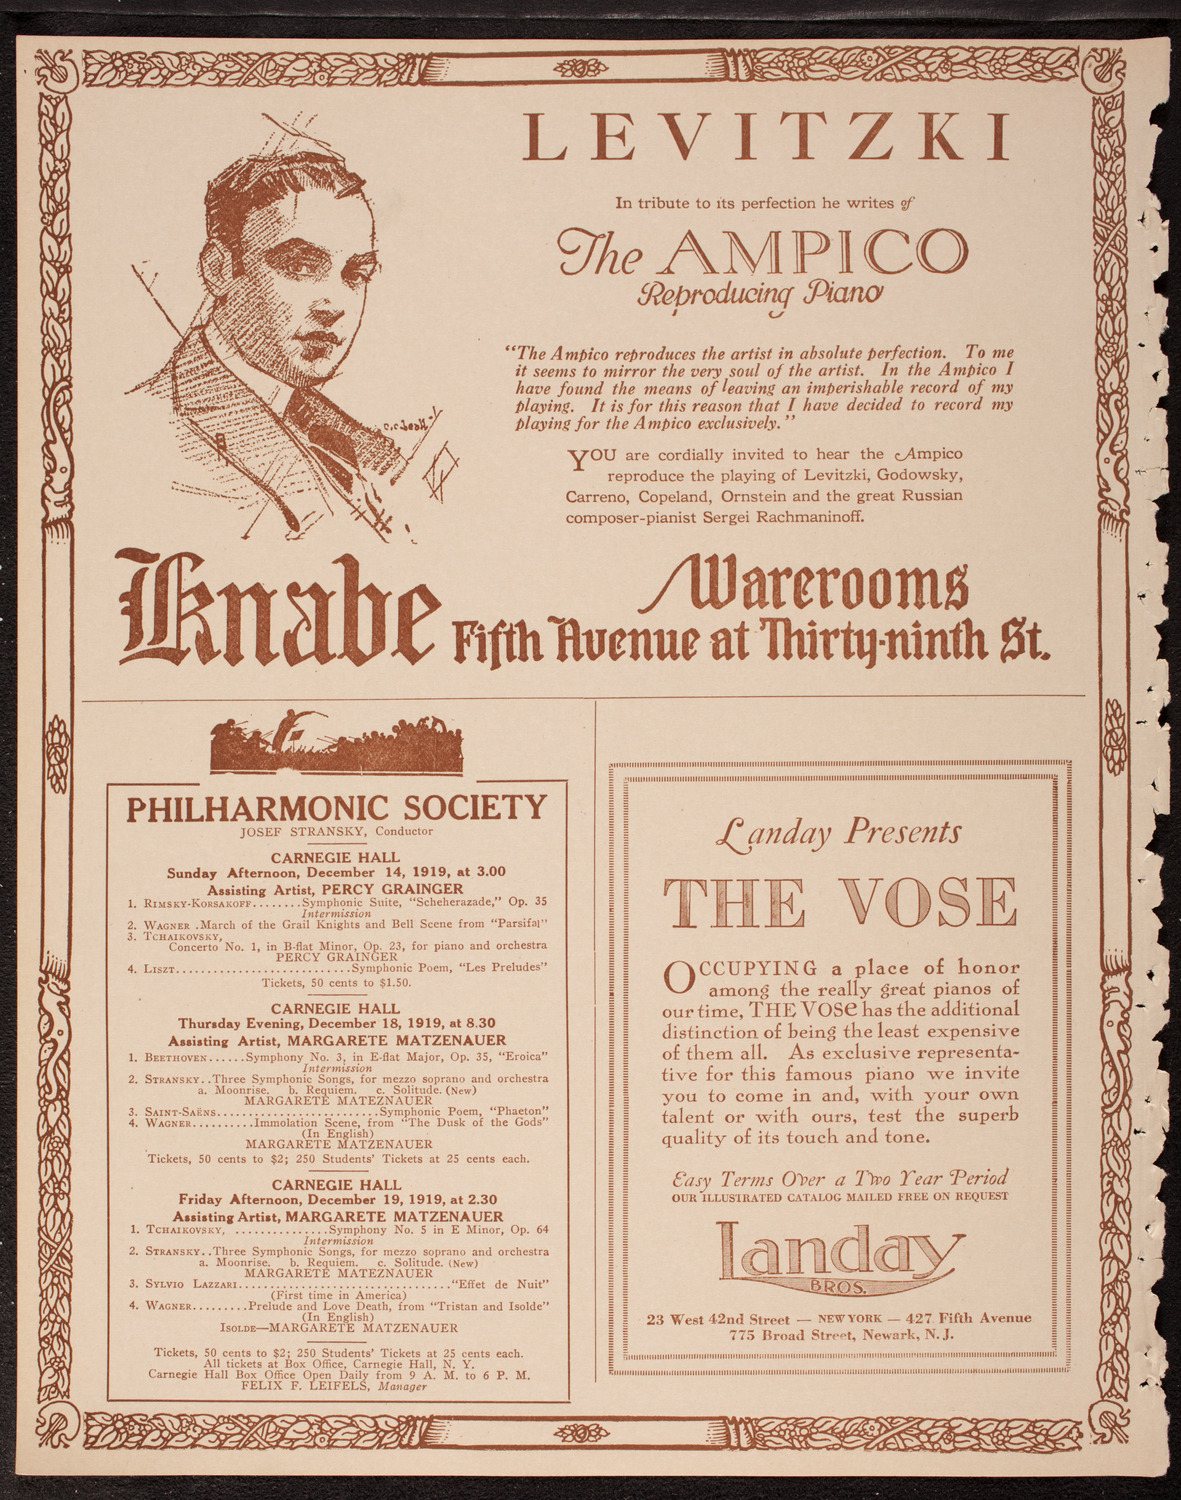 LEVITZKI
In tribute to its perfection he writes of
The AMPICO
Reproducing Piano
“The Ampico reproduces the artist in absolute perfection. To me
it seems to mirror the very soul of the artist. In the Ampico I
have found the means of leaving an imperishable record of my
playing. It is for this reason that I have decided to record my
playing for the Ampico exclusively.”
YOU are cordially invited to hear the Ampico
reproduce the playing of Levitzki, Godowsky,
Carreno, Copeland, Ornstein and the great Russian
composer-pianist Sergei Rachmaninoff.
Knabe
Warerooms
Fifth Avenue at Thirty-ninth St.
PHILHARMONIC SOCIETY
JOSEF STRANSKY, Conductor
CARNEGIE HALL
Sunday Afternoon, December 14, 1919, at 3.00
Assisting Artist, PERCY GRAINGER
1. RIMSKY-KORSAKOFF........Symphonic Suite, “Scheherazade,” Op. 35
Intermission
2. WAGNER .March of the Grail Knights and Bell Scene from “Parsifal”
3. TCHAIKOVSKY,
Concerto No. 1, in B-flat Minor, Op. 23, for piano and orchestra
PERCY GRAINGER
4. LISZT............................Symphonic Poem, “Les Preludes”
Tickets, 50 cents to $1.50.
CARNEGIE HALL
Thursday Evening, December 18, 1919, at 8.30
Assisting Artist, MARGARETE MATZENAUER
1. BEETHOVEN......Symphony No. 3, in E-flat Major, Op. 35, “Eroica”
Intermission
2. STRANSKY..Three Symphonic Songs, for mezzo soprano and orchestra
a. Moonrise. b. Requiem. c. Solitude. (New)
MARGARETE MATEZNAUER
3. SAINT-SAËNS..........................Symphonic Poem, “Phaeton”
4. WAGNER..........Immolation Scene, from “The Dusk of the Gods”
(In English)
MARGARETE MATZENAUER
Tickets, 50 cents to $2; 250 Students’ Tickets at 25 cents each.
CARNEGIE HALL
Friday Afternoon, December 19, 1919, at 2.30
Assisting Artist, MARGARETE MATZENAUER
1. TCHAIKOVSKY, ...............Symphony No. 5 in E Minor, Op. 64
Intermission
2. STRANSKY..Three Symphonic Songs, for mezzo soprano and orchestra
a. Moonrise. b. Requiem. c. Solitude. (New)
MARGARETE MATEZNAUER
3. SYLVIO LAZZARI..................................“Effet de Nuit”
(First time in America)
4. WAGNER.........Prelude and Love Death, from “Tristan and Isolde”
(In English)
ISOLDE—MARGARETE MATZENAUER
Tickets, 50 cents to $2; 250 Students’ Tickets at 25 cents each.
All tickets at Box Office, Carnegie Hall, N. Y.
Carnegie Hall Box Office Open Daily from 9 A. M. to 6 P. M.
FELIX F. LEIFELS, Manager
Landay Presents
THE VOSE
OCCUPYING a place of honor
among the really great pianos of
our time, THE VOSE has the additional
distinction of being the least expensive
of them all. As exclusive representa-
tive for this famous piano we invite
you to come in and, with your own
talent or with ours, test the superb
quality of its touch and tone.
Easy Terms Over a Two Year Period
OUR ILLUSTRATED CATALOG MAILED FREE ON REQUEST
Landay
BROS.
23 West 42nd Street — NEW YORK — 427 Fifth Avenue
775 Broad Street, Newark, N. J.